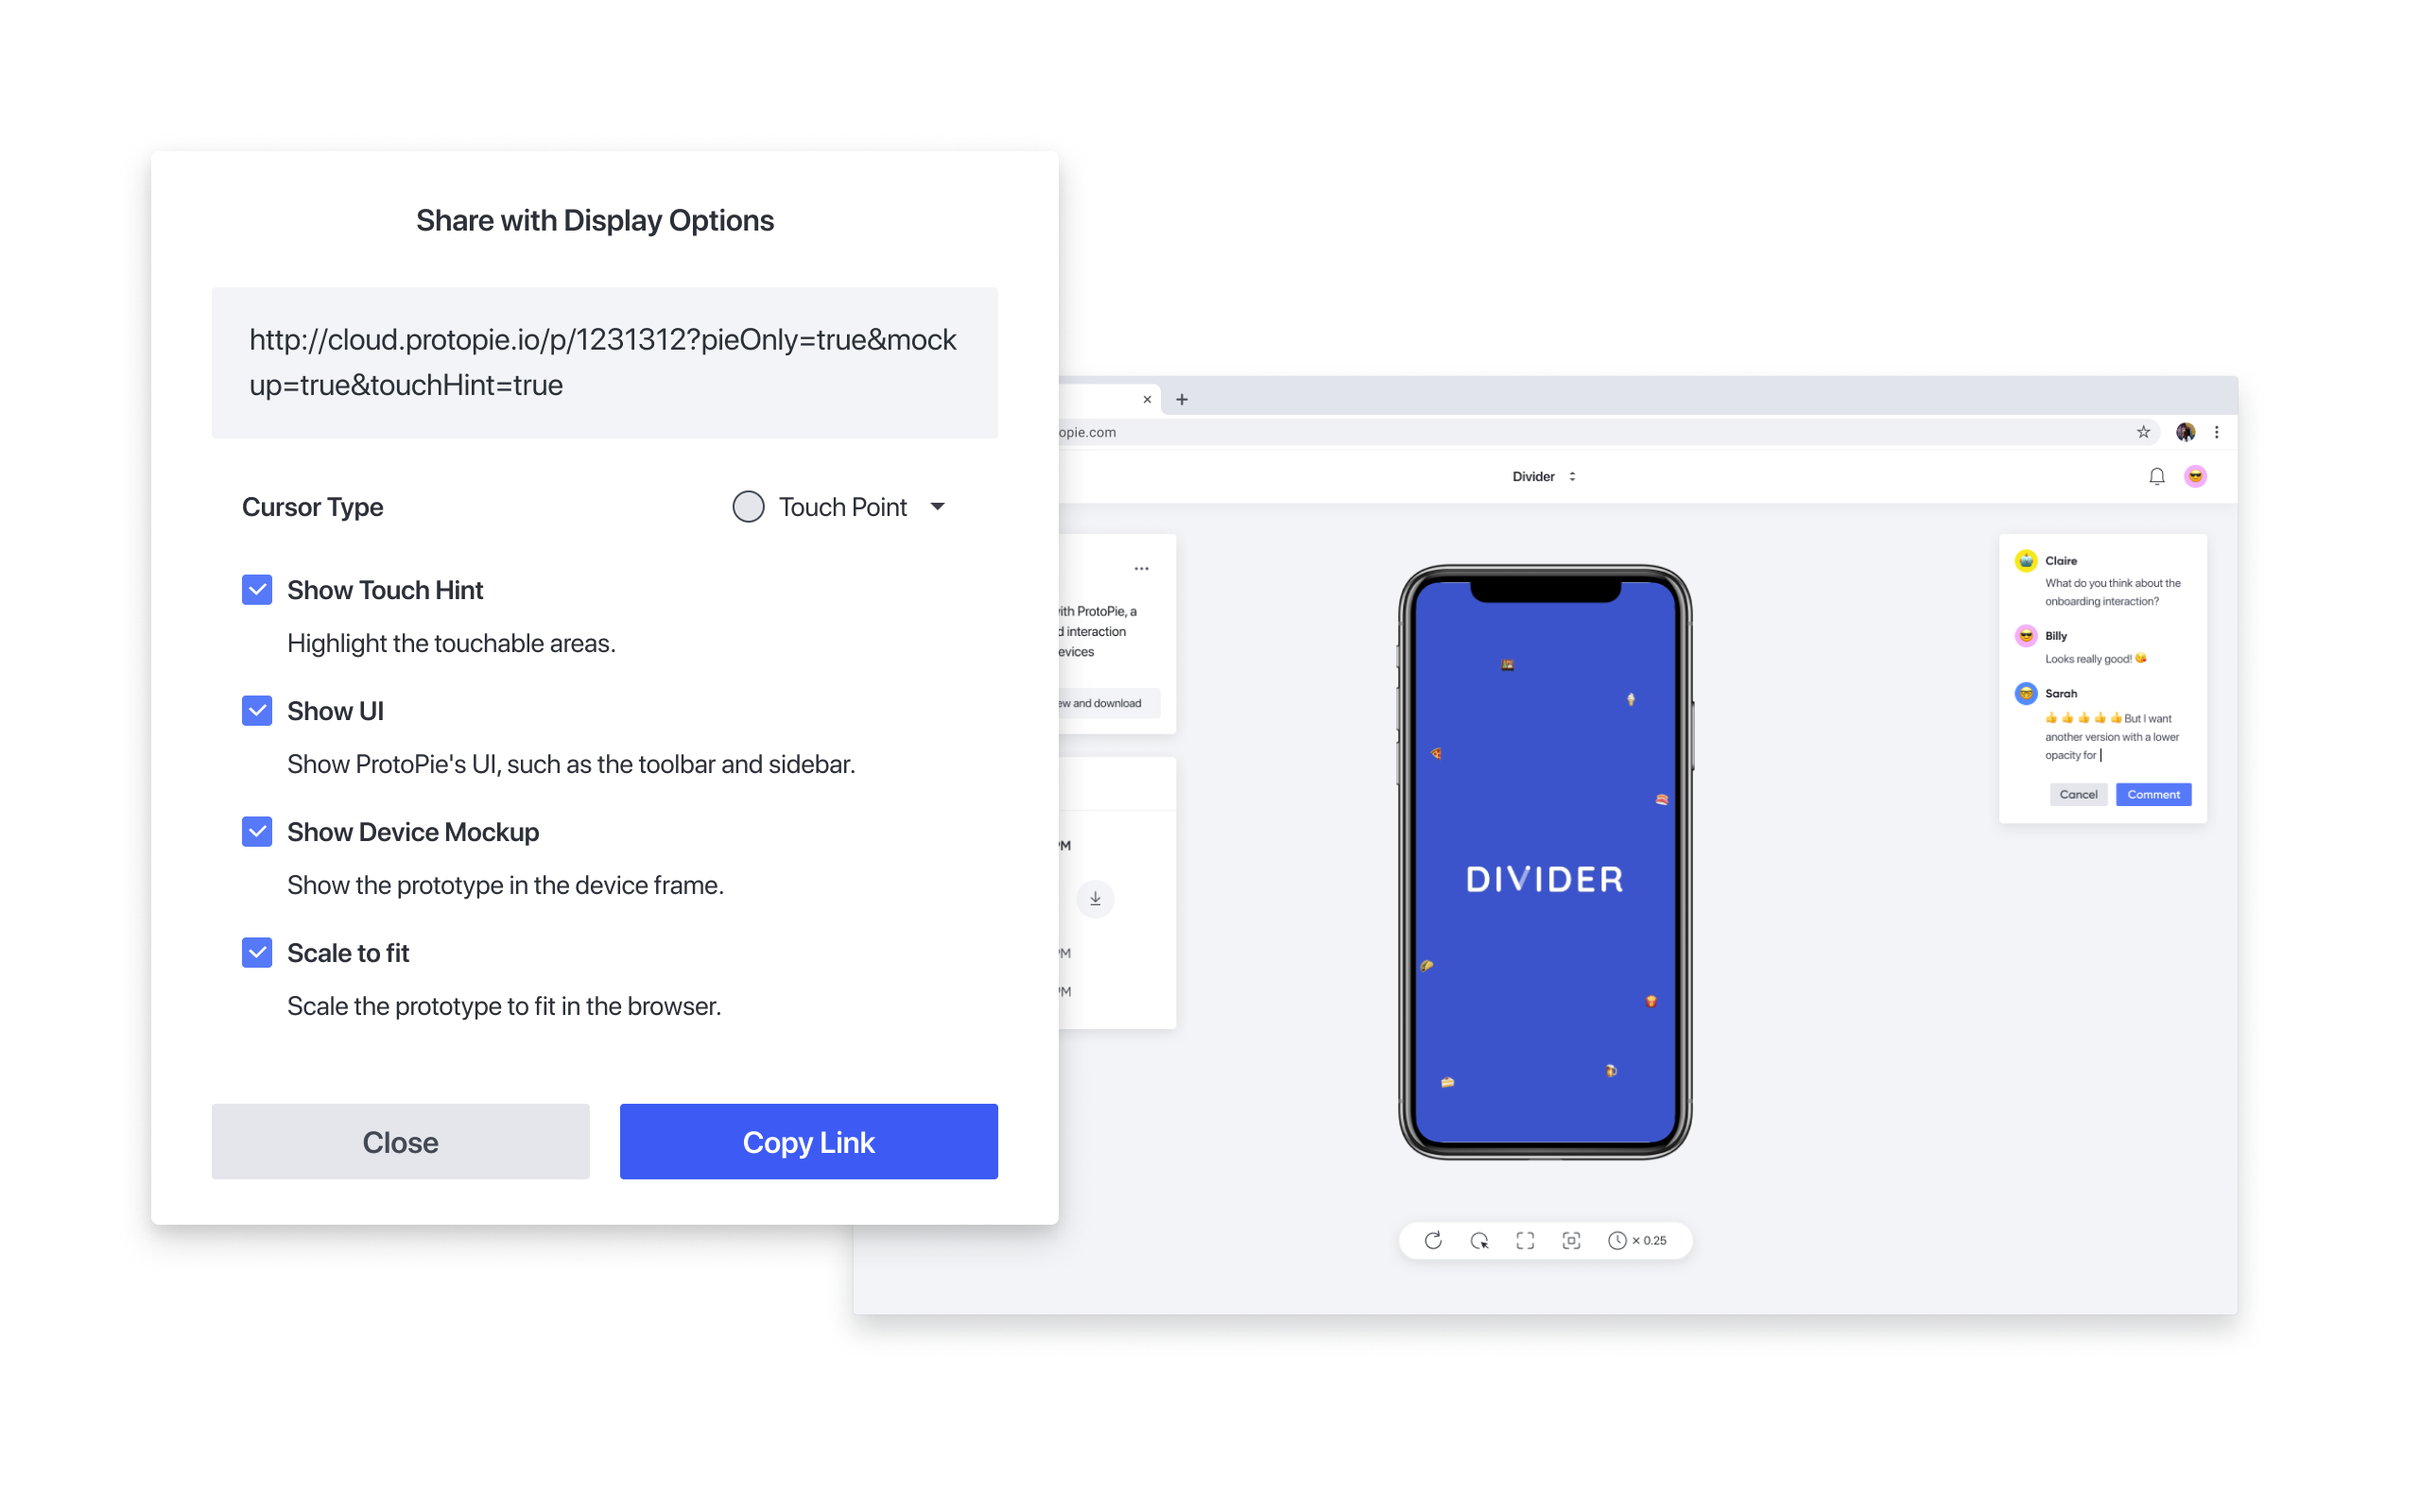 Share with Display Options
http://cloud.protopie.io/p/1231312?pieOnly=true&mock
up=true&touchHint=true
Cursor Type
Touch Point
Show Touch Hint
Highlight the touchable areas.
Show UI
Show ProtoPie's UI, such as the toolbar and sidebar.
Show Device Mockup
Show the prototype in the device frame.
Scale to fit
Scale the prototype to fit in the browser.
Close
Copy Link
opie.com
Divider
ith ProtoPie, a
d interaction
evices
ew and download
PM
PM
PM
DIVIDER
× 0.25
Claire
What do you think about the
onboarding interaction?
Billy
Looks really good! 😘
Sarah
👍 👍 👍 👍 👍 But I want
another version with a lower
opacity for
Cancel
Comment